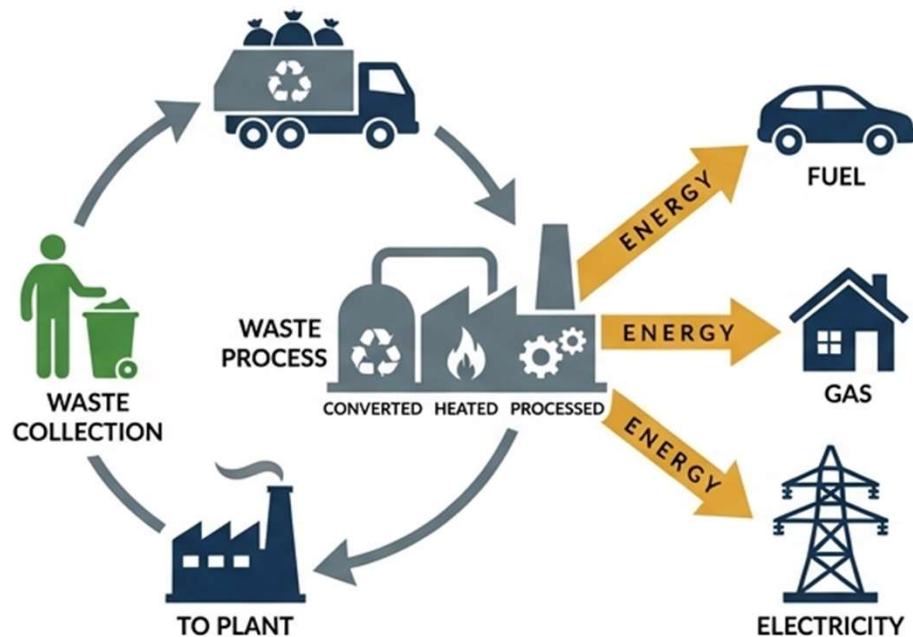 FUEL
ENERGY
WASTE
PROCESS
ENERGY
GAS
CONVERTED HEATED PROCESSED
WASTE
COLLECTION
ENERGY
TO PLANT
ELECTRICITY